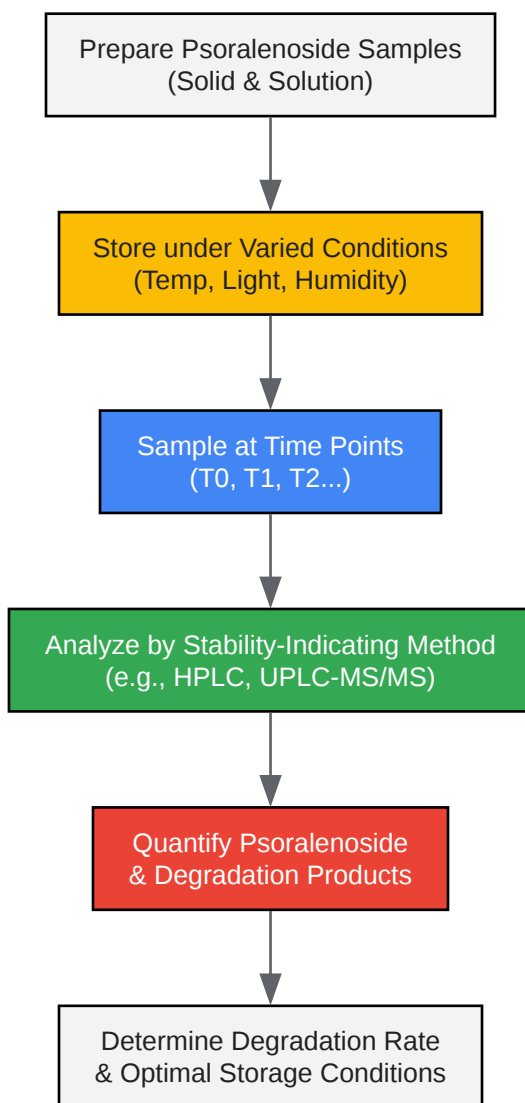 Prepare Psoralenoside Samples
(Solid & Solution)
Store under Varied Conditions
(Temp, Light, Humidity)
Sample at Time Points
(T0, T1, T2...)
Analyze by Stability-Indicating Method
(e.g., HPLC, UPLC-MS/MS)
Quantify Psoralenoside
& Degradation Products
Determine Degradation Rate
& Optimal Storage Conditions